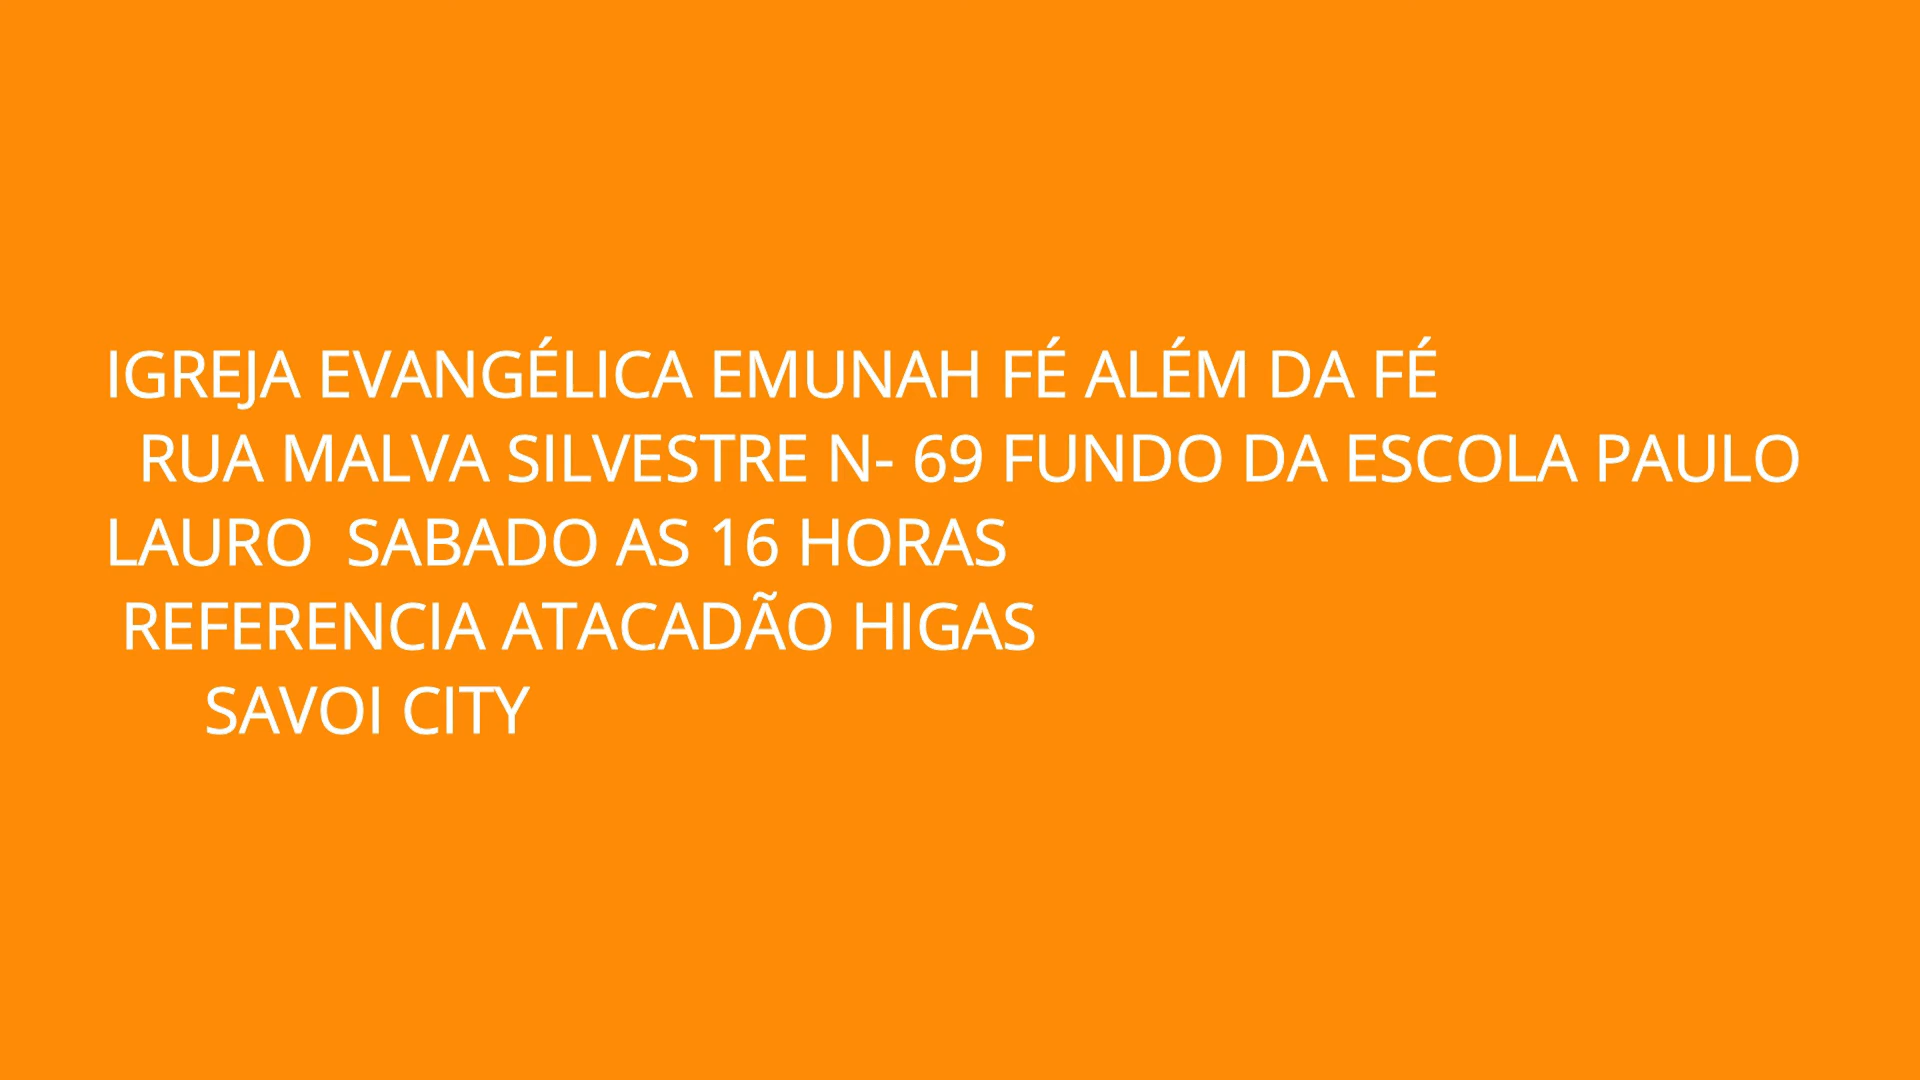 IGREJA EVANGÉLICA EMUNAH FÉ ALÉM DA FÉ
RUA MALVA SILVESTRE N- 69 FUNDO DA ESCOLA PAULO
LAURO  SABADO AS 16 HORAS
REFERENCIA ATACADÃO HIGAS
SAVOI CITY